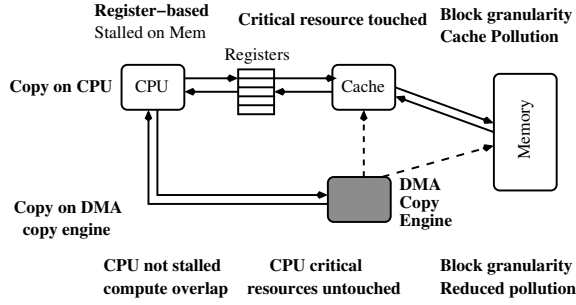 Register−based
Stalled on Mem
Critical resource touched
Block granularity
Cache Pollution
Registers
Copy on CPU
CPU
Cache
Memory
DMA
Copy
Engine
Copy on DMA
copy engine
CPU not stalled
compute overlap
CPU critical
resources untouched
Block granularity
Reduced pollution